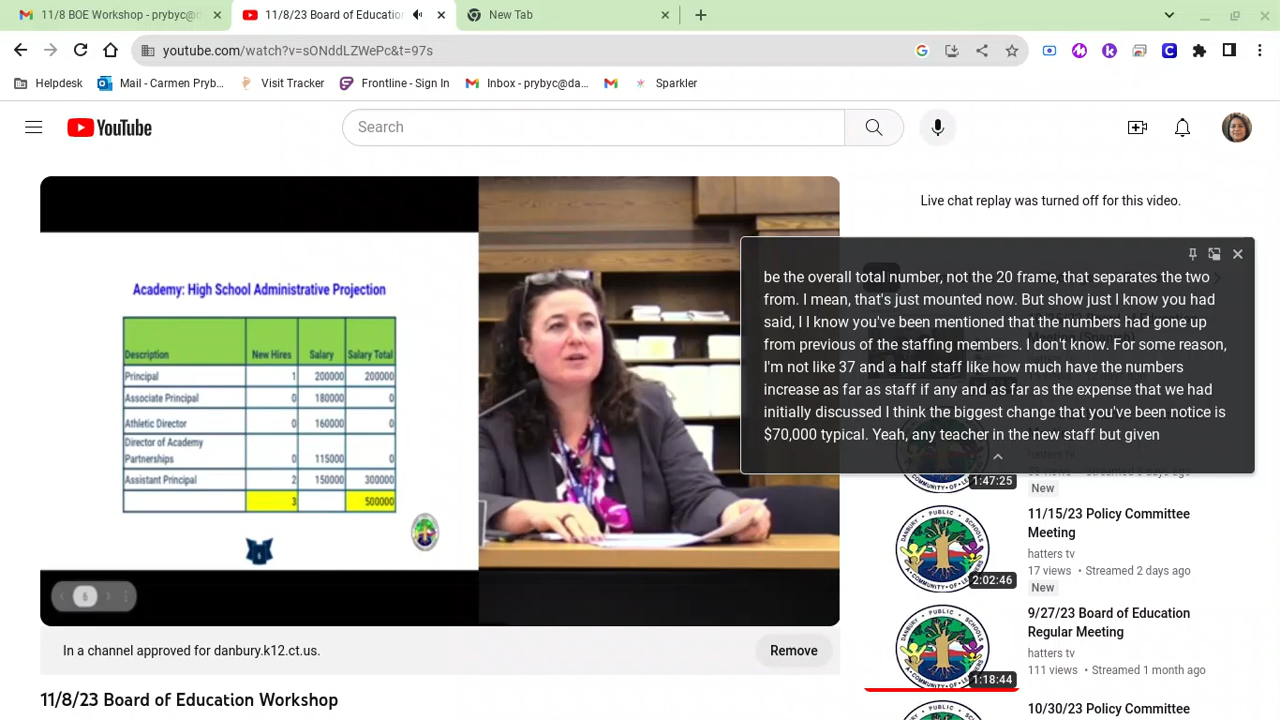 11/8 BOE Workshop - prybyc@
11/8/23 Board of Education
New Tab
youtube.com/watch?v=sONddLZWePc&t=97s
Helpdesk
Mail - Carmen Pryb...
Visit Tracker
Frontline - Sign In
Inbox - prybyc@da...
Sparkler
YouTube
Search
Live chat replay was turned off for this video.
Academy: High School Administrative Projection
Description New Hires Salary Salary Total
Principal 1 200000 200000
Associate Principal 0 180000 0
Athletic Director 0 160000 0
Director of Academy
Partnerships 0 115000 0
Assistant Principal 2 150000 300000
3 500000
6
be the overall total number, not the 20 frame, that separates the two
from. I mean, that's just mounted now. But show just I know you had
said, I I know you've been mentioned that the numbers had gone up
from previous of the staffing members. I don't know. For some reason,
I'm not like 37 and a half staff like how much have the numbers
increase as far as staff if any and as far as the expense that we had
initially discussed I think the biggest change that you've been notice is
$70,000 typical. Yeah, any teacher in the new staff but given
1:47:25
New
11/15/23 Policy Committee
Meeting
hatters tv
17 views • Streamed 2 days ago
New
2:02:46
9/27/23 Board of Education
Regular Meeting
hatters tv
111 views • Streamed 1 month ago
1:18:44
10/30/23 Policy Committee
In a channel approved for danbury.k12.ct.us.
Remove
11/8/23 Board of Education Workshop